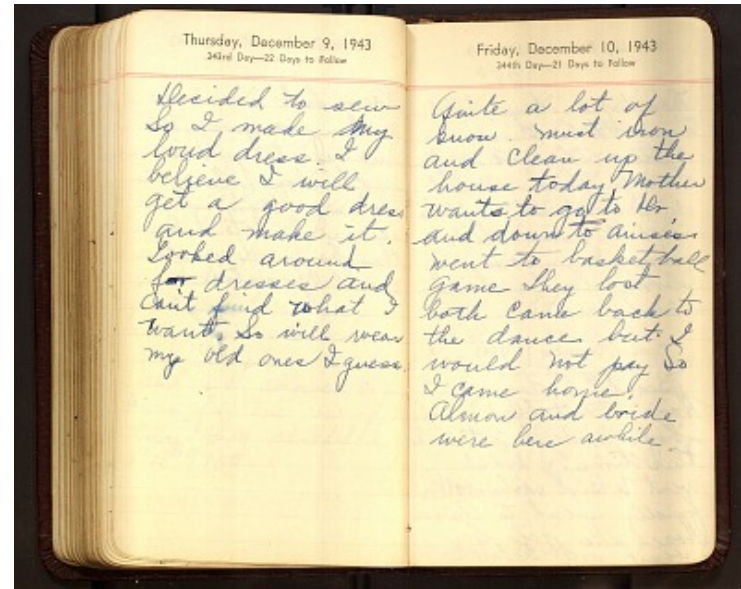 Thursday, December 9, 1943
343rd Day—22 Days to Follow
Decided to sew
So I made my
loud dress. I
believe I will
get a good dress
and make it.
Looked around
for dresses and
can't find what I
want. So will wear
my old ones I guess.
Friday, December 10, 1943
344th Day—21 Days to Follow
Quite a lot of
snow. Must iron
and clean up the
house today. Mother
wants to go to Dr
and down to
went to basketball
game They lost
both came back to
the dance but I
would not pay So
I came home.
Almon and bride
were here awhile